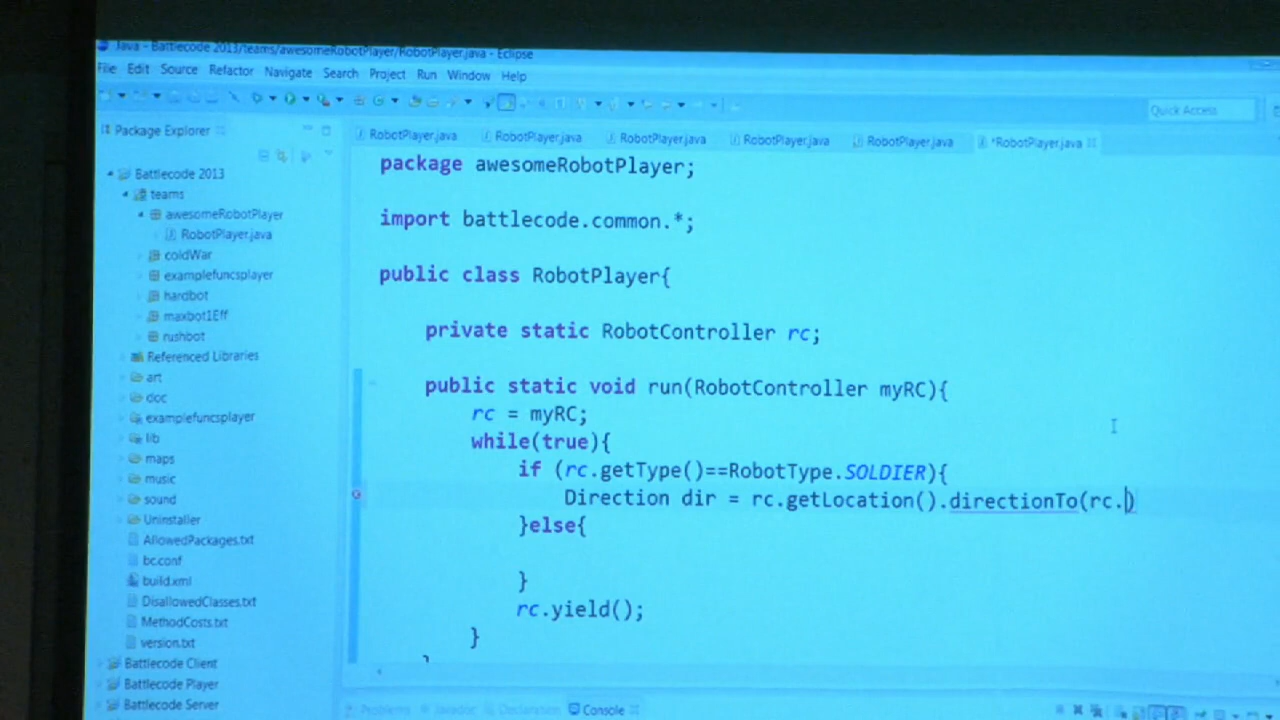 Java - Battlecode 2013/teams/awesomeRobotPlayer/RobotPlayer.java - Eclipse
File Edit Source Refactor Navigate Search Project Run Window Help
Quick Access
Package Explorer
RobotPlayer.java RobotPlayer.java RobotPlayer.java RobotPlayer.java RobotPlayer.java *RobotPlayer.java
Battlecode 2013
teams
awesomeRobotPlayer
RobotPlayer.java
coldWar
examplefuncsplayer
hardbot
maxbot1Eff
rushbot
Referenced Libraries
art
doc
examplefuncsplayer
lib
maps
music
sound
Uninstaller
AllowedPackages.txt
bc.conf
build.xml
DisallowedClasses.txt
MethodCosts.txt
version.txt
Battlecode Client
Battlecode Player
Battlecode Server
package awesomeRobotPlayer;
import battlecode.common.*;
public class RobotPlayer{
private static RobotController rc;
public static void run(RobotController myRC){
rc = myRC;
while(true){
if (rc.getType()==RobotType.SOLDIER){
Direction dir = rc.getLocation().directionTo(rc.)
}else{
}
rc.yield();
}
}
Problems Javadoc Declaration Console